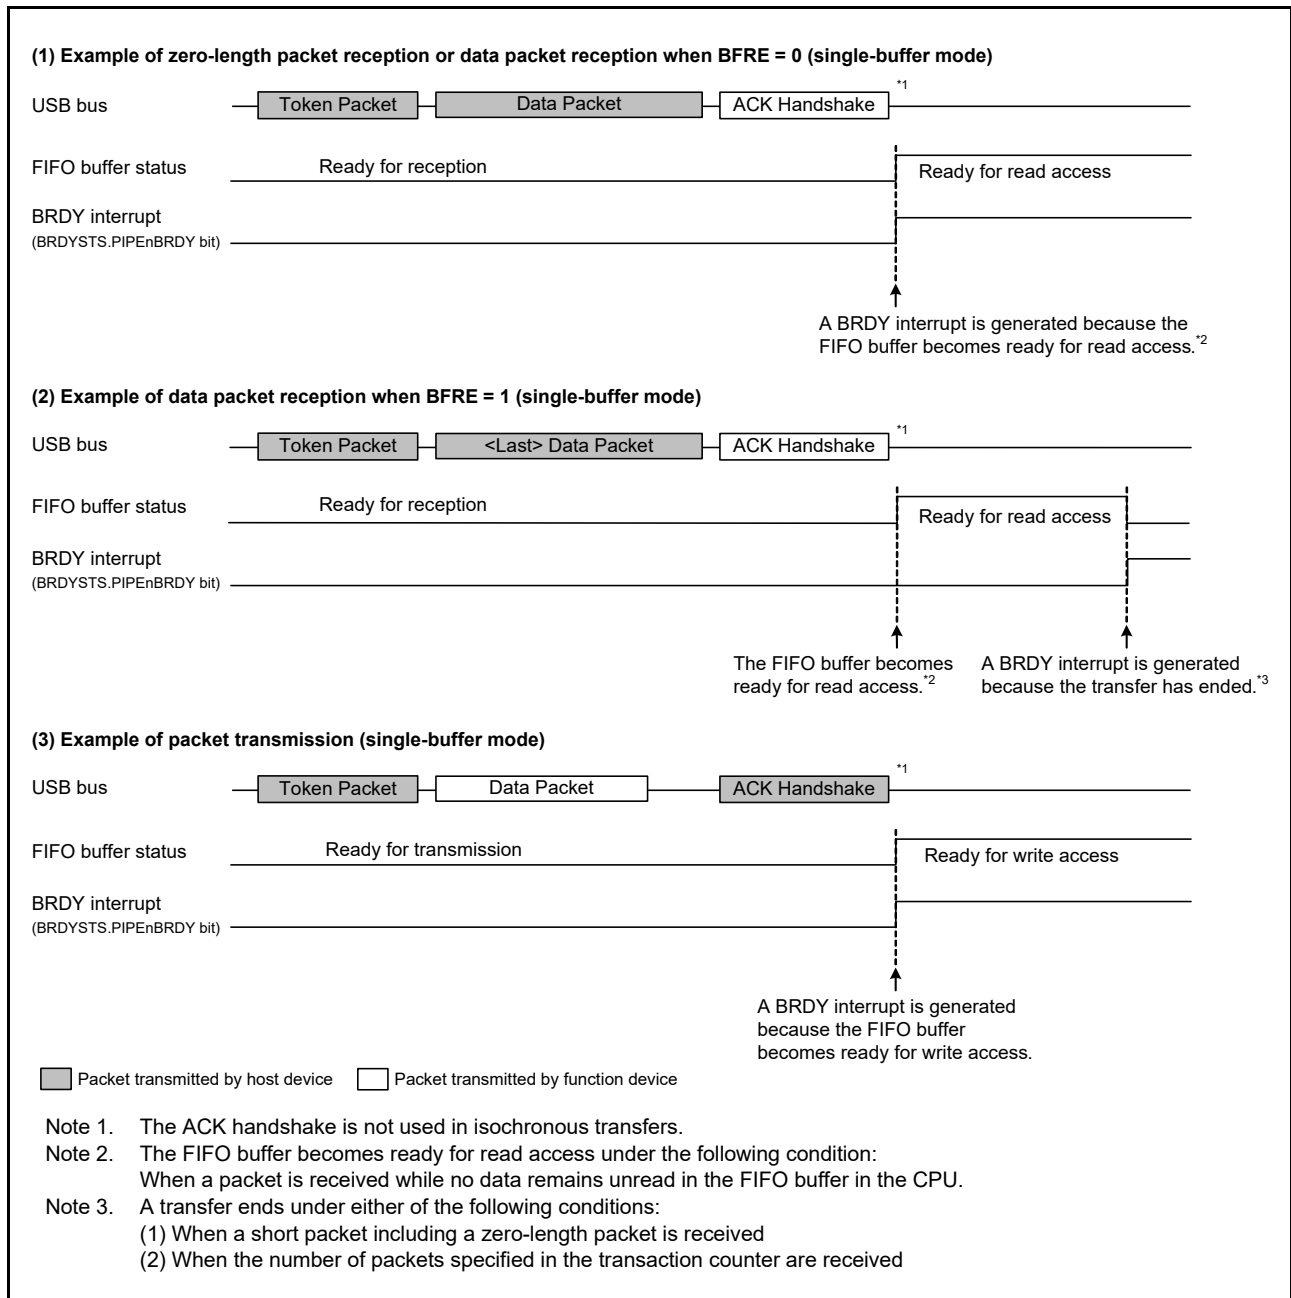 (1) Example of zero-length packet reception or data packet reception when BFRE = 0 (single-buffer mode)
USB bus
Token Packet
Data Packet
ACK Handshake
*1
FIFO buffer status
Ready for reception
Ready for read access
BRDY interrupt
(BRDYSTS.PIPEnBRDY bit)
A BRDY interrupt is generated because the
FIFO buffer becomes ready for read access.*2
(2) Example of data packet reception when BFRE = 1 (single-buffer mode)
USB bus
Token Packet
<Last> Data Packet
ACK Handshake
*1
FIFO buffer status
Ready for reception
Ready for read access
BRDY interrupt
(BRDYSTS.PIPEnBRDY bit)
The FIFO buffer becomes
ready for read access.*2
A BRDY interrupt is generated
because the transfer has ended.*3
(3) Example of packet transmission (single-buffer mode)
USB bus
Token Packet
Data Packet
ACK Handshake
*1
FIFO buffer status
Ready for transmission
Ready for write access
BRDY interrupt
(BRDYSTS.PIPEnBRDY bit)
A BRDY interrupt is generated
because the FIFO buffer
becomes ready for write access.
Packet transmitted by host device
Packet transmitted by function device
Note 1. The ACK handshake is not used in isochronous transfers.
Note 2. The FIFO buffer becomes ready for read access under the following condition:
When a packet is received while no data remains unread in the FIFO buffer in the CPU.
Note 3. A transfer ends under either of the following conditions:
(1) When a short packet including a zero-length packet is received
(2) When the number of packets specified in the transaction counter are received